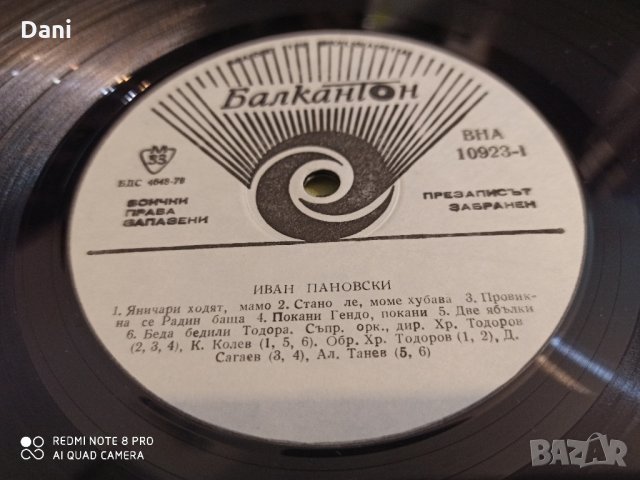 Dani
Балкантон
М
33
БДС 4648-78
ВСИЧКИ
ПРАВА
ЗАПАЗЕНИ
ВНА
10923-I
ПРЕЗАПИСЪТ
ЗАБРАНЕН
ИВАН ПАНОВСКИ
1. Яничари ходят, мамо 2. Стано ле, моме хубава 3. Провик-
на се Радин баща 4. Покани Гендо, покани 5. Две ябълки
6. Беда бедили Тодора. Съпр. орк., дир. Хр. Тодоров
(2, 3, 4), К. Колев (1, 5, 6). Обр. Хр. Тодоров (1, 2), Д.
Сагаев (3, 4), Ал. Танев (5, 6)
REDMI NOTE 8 PRO
AI QUAD CAMERA
BAZAR